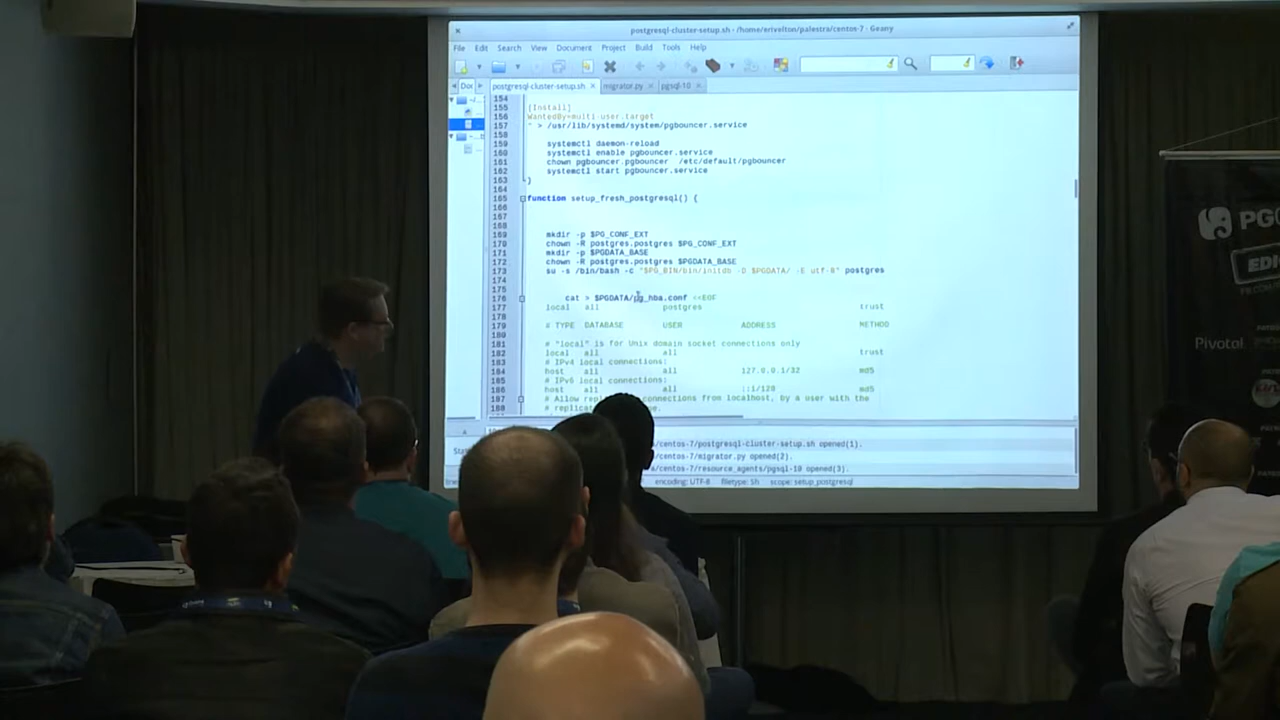 postgresql-cluster-setup.sh - /home/erivelton/palestra/centos-7 - Geany
File Edit Search View Document Project Build Tools Help
postgresql-cluster-setup.sh migrator.py pgsql-10
154
155 [Install]
156 WantedBy=multi-user.target
157 " > /usr/lib/systemd/system/pgbouncer.service
158
159 systemctl daemon-reload
160 systemctl enable pgbouncer.service
161 chown pgbouncer.pgbouncer /etc/default/pgbouncer
162 systemctl start pgbouncer.service
163 }
164
165 function setup_fresh_postgresql() {
166
167
168
169 mkdir -p $PG_CONF_EXT
170 chown -R postgres.postgres $PG_CONF_EXT
171 mkdir -p $PGDATA_BASE
172 chown -R postgres.postgres $PGDATA_BASE
173 su -s /bin/bash -c "$PG_BIN/bin/initdb -D $PGDATA/ -E utf-8" postgres
174
175
176 cat > $PGDATA/pg_hba.conf <<EOF
177 local all postgres trust
178
179 # TYPE DATABASE USER ADDRESS METHOD
180
181 # "local" is for Unix domain socket connections only
182 local all all trust
183 # IPv4 local connections:
184 host all all 127.0.0.1/32 md5
185 # IPv6 local connections:
186 host all all ::1/128 md5
187 # Allow connections from localhost, by a user with the
188 #
/centos-7/postgresql-cluster-setup.sh opened(1).
/centos-7/migrator.py opened(2).
/centos-7/resource_agents/pgsql-10 opened(3).
encoding: UTF-8 filetype: Sh scope: setup_postgresql
Pivotal